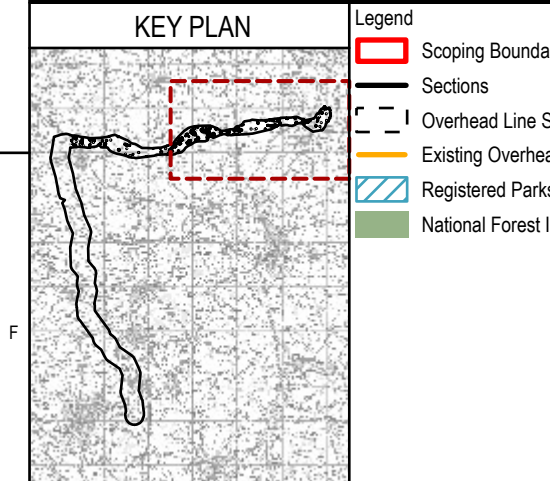 KEY PLAN
Legend
Scoping Bounda
Sections
Overhead Line S
Existing Overhea
Registered Parks
National Forest I
F